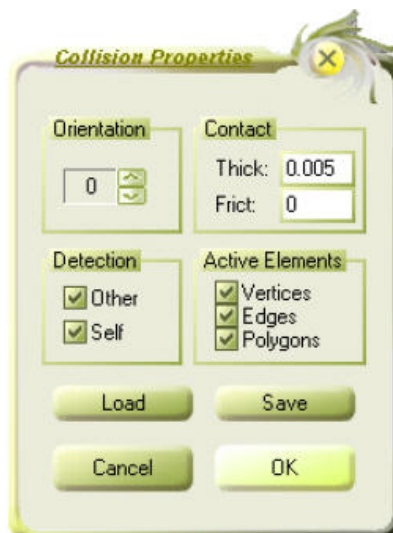 Collision Properties
Orientation
0
Contact
Thick: 0.005
Frict: 0
Detection
Other
Self
Active Elements
Vertices
Edges
Polygons
Load
Save
Cancel
OK